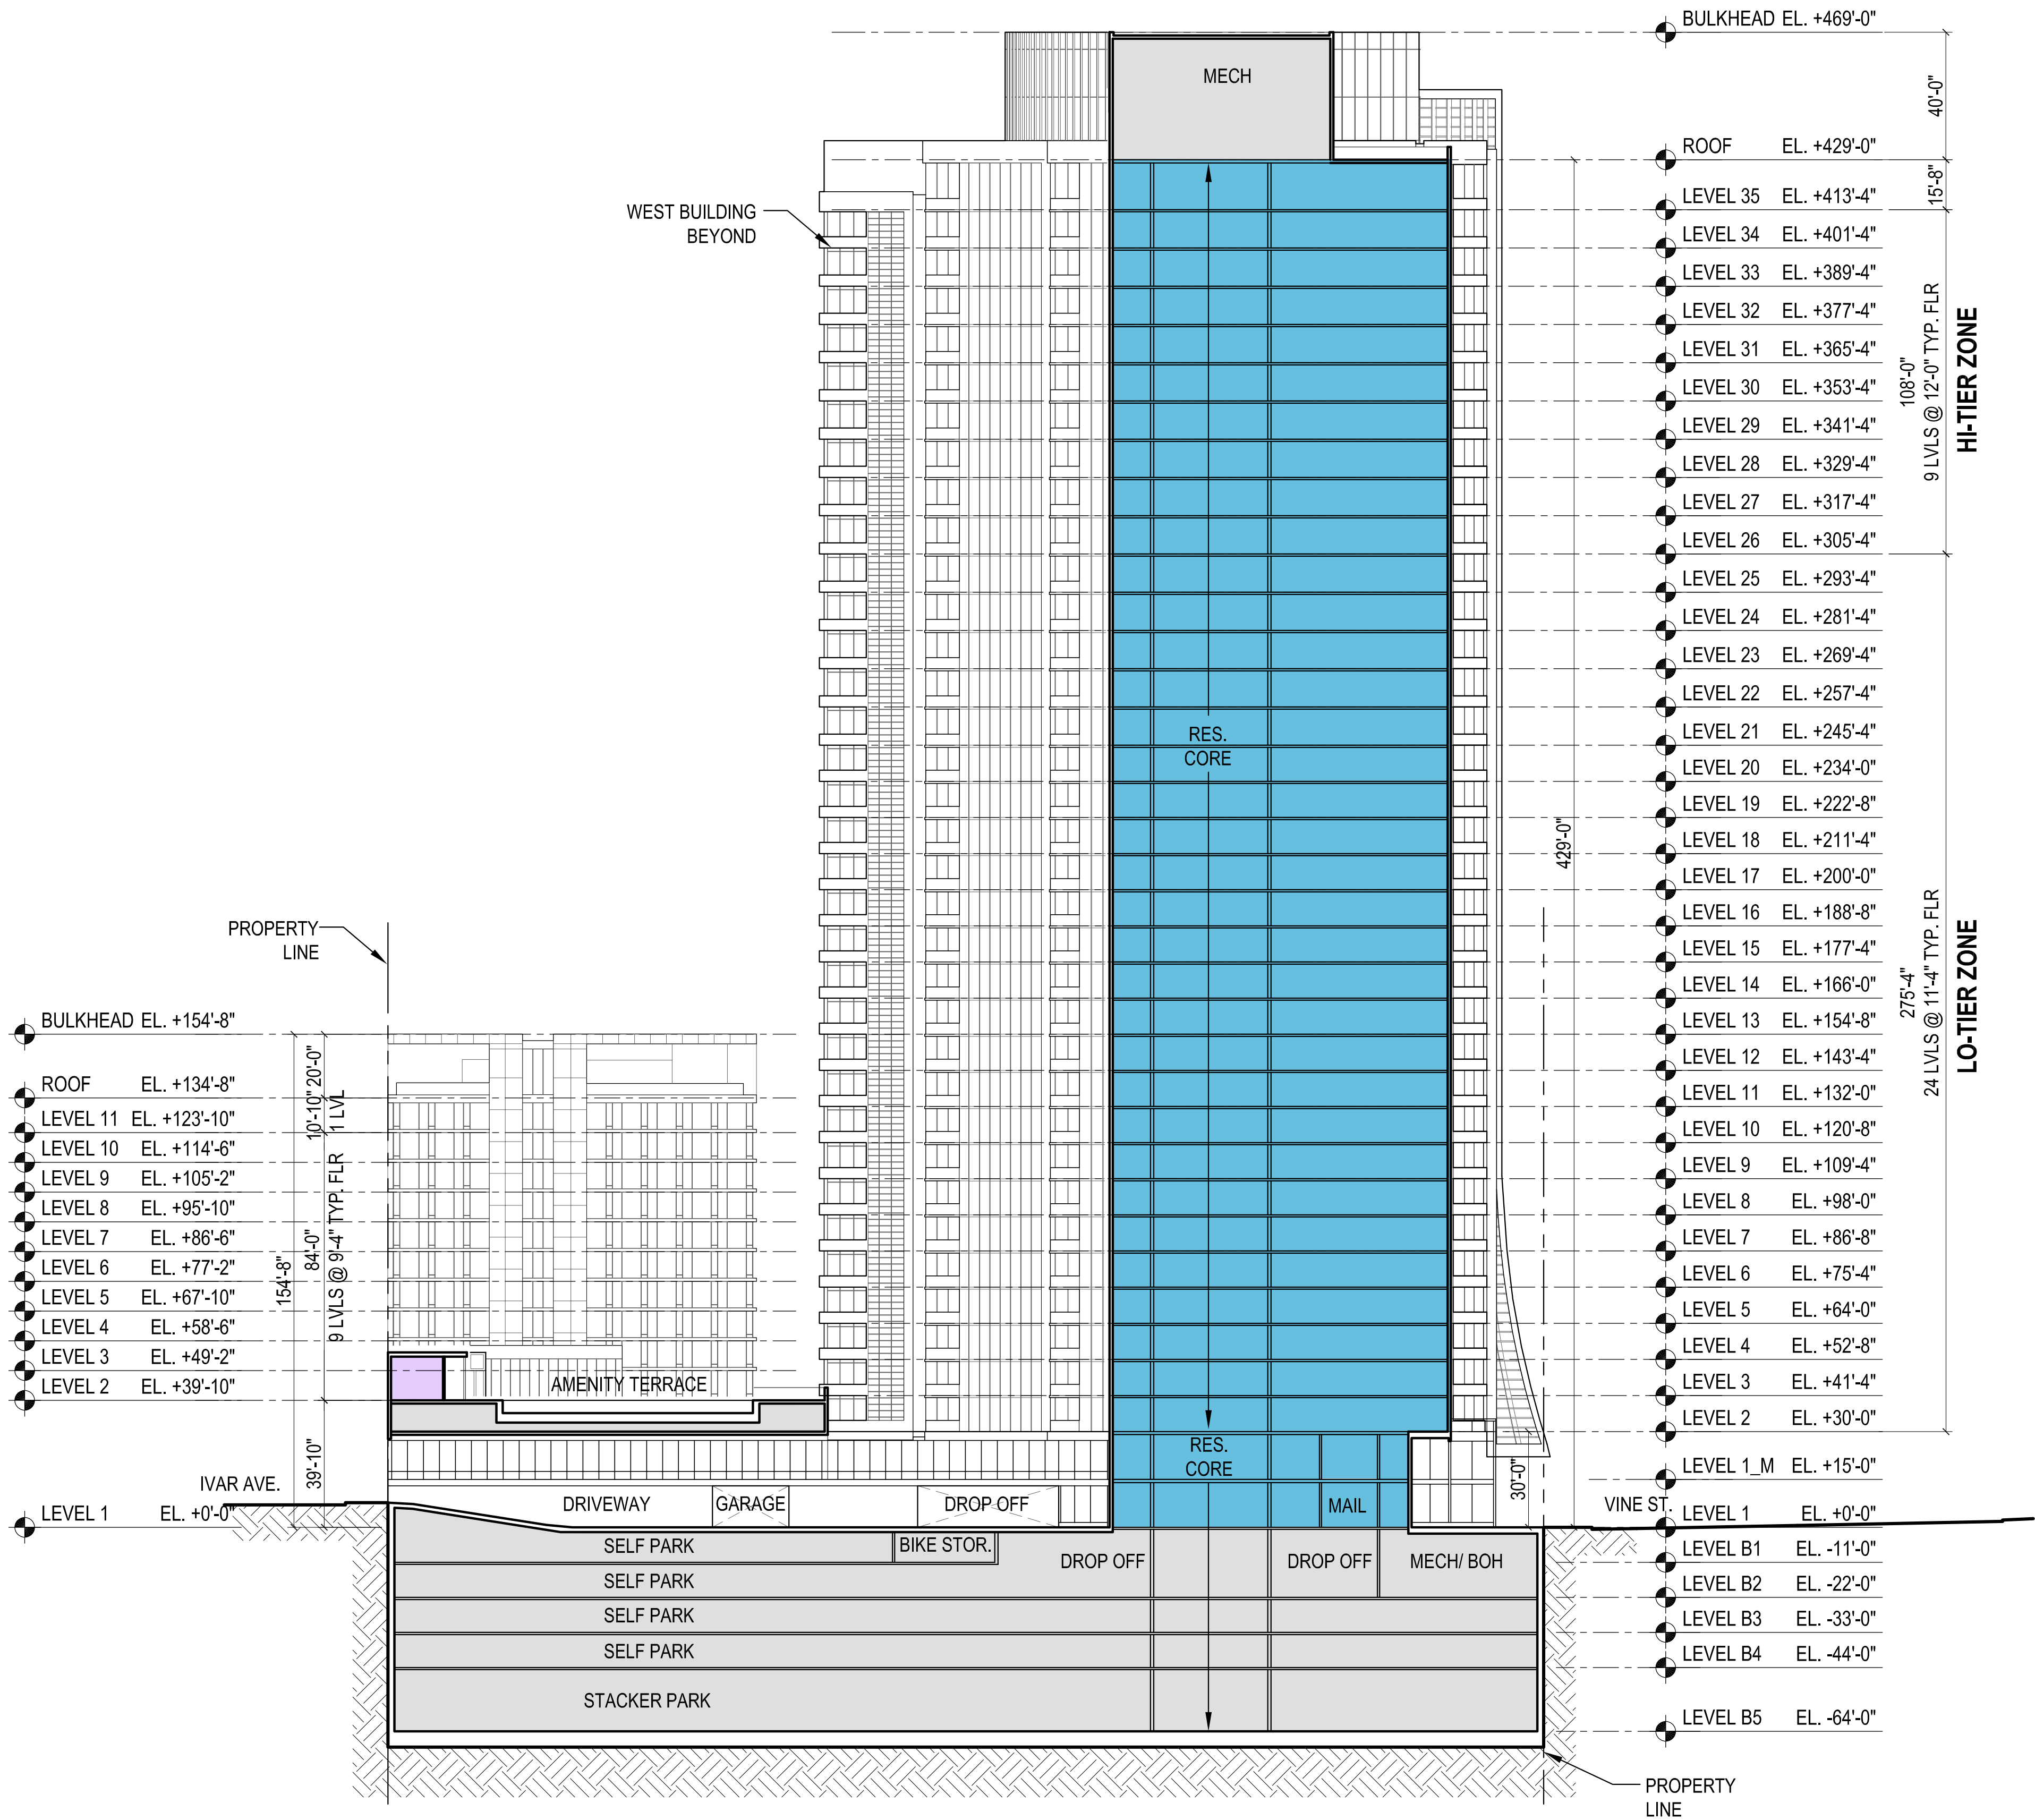 BULKHEAD EL. +469'-0"
MECH
40'-0"
ROOF EL. +429'-0"
15'-8"
LEVEL 35 EL. +413'-4"
WEST BUILDING
BEYOND
LEVEL 34 EL. +401'-4"
LEVEL 33 EL. +389'-4"
LEVEL 32 EL. +377'-4"
LEVEL 31 EL. +365'-4"
LEVEL 30 EL. +353'-4"
LEVEL 29 EL. +341'-4"
LEVEL 28 EL. +329'-4"
LEVEL 27 EL. +317'-4"
LEVEL 26 EL. +305'-4"
108'-0"
9 LVLS @ 12'-0" TYP. FLR
HI-TIER ZONE
LEVEL 25 EL. +293'-4"
LEVEL 24 EL. +281'-4"
LEVEL 23 EL. +269'-4"
LEVEL 22 EL. +257'-4"
LEVEL 21 EL. +245'-4"
RES.
CORE
LEVEL 20 EL. +234'-0"
LEVEL 19 EL. +222'-8"
LEVEL 18 EL. +211'-4"
429'-0"
LEVEL 17 EL. +200'-0"
LEVEL 16 EL. +188'-8"
LEVEL 15 EL. +177'-4"
LEVEL 14 EL. +166'-0"
LEVEL 13 EL. +154'-8"
LEVEL 12 EL. +143'-4"
LEVEL 11 EL. +132'-0"
LEVEL 10 EL. +120'-8"
LEVEL 9 EL. +109'-4"
LEVEL 8 EL. +98'-0"
LEVEL 7 EL. +86'-8"
LEVEL 6 EL. +75'-4"
LEVEL 5 EL. +64'-0"
LEVEL 4 EL. +52'-8"
LEVEL 3 EL. +41'-4"
LEVEL 2 EL. +30'-0"
275'-4"
24 LVLS @ 11'-4" TYP. FLR
LO-TIER ZONE
LEVEL 1_M EL. +15'-0"
30'-0"
VINE ST.
LEVEL 1 EL. +0'-0"
LEVEL B1 EL. -11'-0"
LEVEL B2 EL. -22'-0"
LEVEL B3 EL. -33'-0"
LEVEL B4 EL. -44'-0"
LEVEL B5 EL. -64'-0"
PROPERTY
LINE
PROPERTY
LINE
BULKHEAD EL. +154'-8"
ROOF EL. +134'-8"
LEVEL 11 EL. +123'-10"
LEVEL 10 EL. +114'-6"
LEVEL 9 EL. +105'-2"
LEVEL 8 EL. +95'-10"
LEVEL 7 EL. +86'-6"
LEVEL 6 EL. +77'-2"
LEVEL 5 EL. +67'-10"
LEVEL 4 EL. +58'-6"
LEVEL 3 EL. +49'-2"
LEVEL 2 EL. +39'-10"
IVAR AVE.
LEVEL 1 EL. +0'-0"
154'-8"
20'-0"
10'-10"
1 LVL
84'-0"
9 LVLS @ 9'-4" TYP. FLR
39'-10"
AMENITY TERRACE
RES.
CORE
DRIVEWAY
GARAGE
DROP OFF
MAIL
SELF PARK
BIKE STOR.
DROP OFF
DROP OFF
MECH/ BOH
SELF PARK
SELF PARK
SELF PARK
STACKER PARK